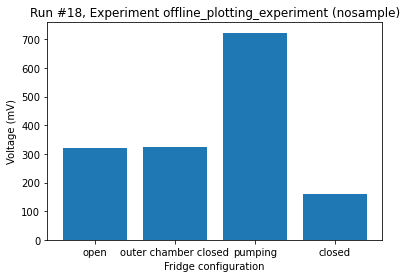 Run #18, Experiment offline_plotting_experiment (nosample)
Voltage (mV)
700
600
500
400
300
200
100
0
open outer chamber closed pumping closed
Fridge configuration